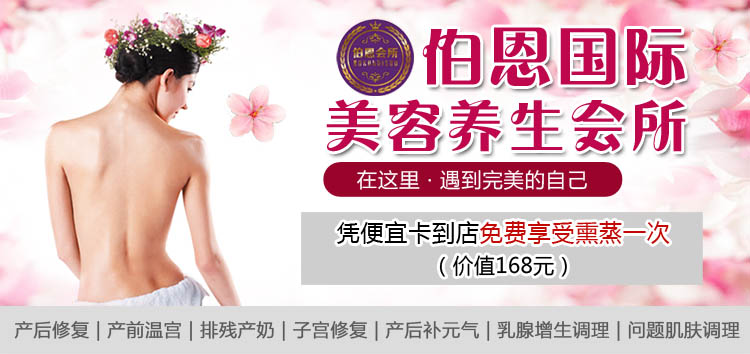 伯恩会所
伯恩国际
美容养生会所
在这里·遇到完美的自己
凭便宜卡到店免费享受熏蒸一次
（价值168元）
产后修复|产前温宫|排残产奶|子宫修复|产后补元气|乳腺增生调理|问题肌肤调理